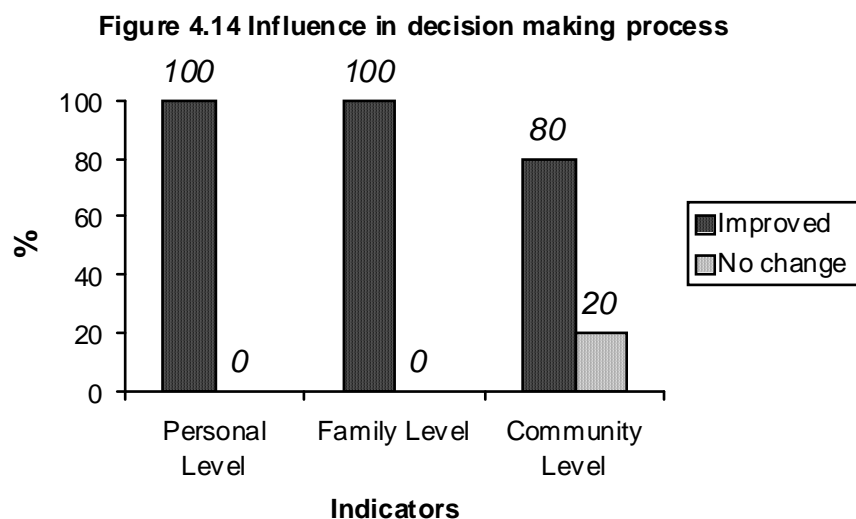 Figure 4.14 Influence in decision making process
100
100
80
20
0
0
100
80
60
40
20
0
%
Improved
No change
Personal Level
Family Level
Community Level
Indicators